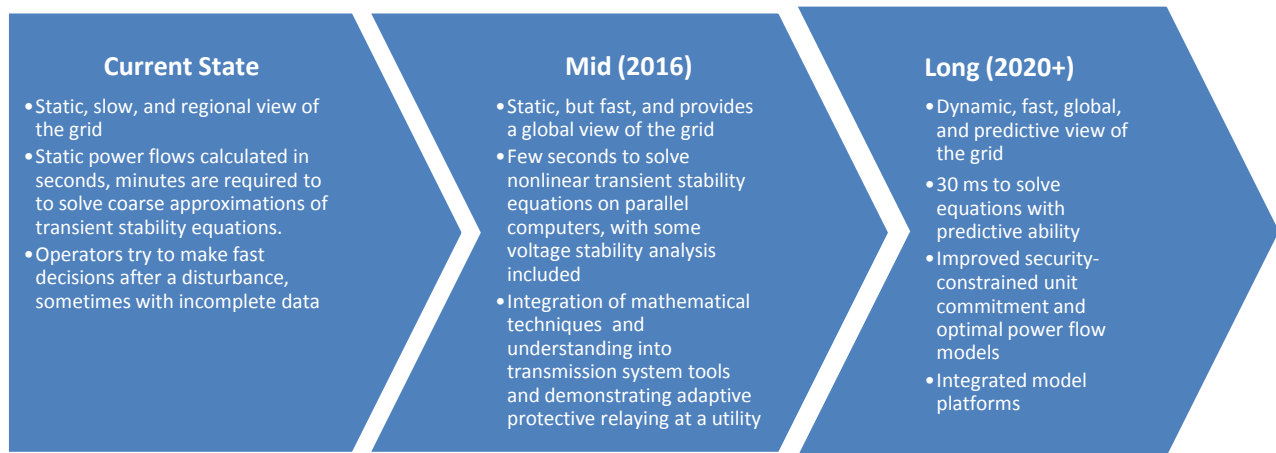 Current State
•Static, slow, and regional view of
the grid
•Static power flows calculated in
seconds, minutes are required to
to solve coarse approximations of
transient stability equations.
•Operators try to make fast
decisions after a disturbance,
sometimes with incomplete data
Mid (2016)
•Static, but fast, and provides
a global view of the grid
•Few seconds to solve
nonlinear transient stability
equations on parallel
computers, with some
voltage stability analysis
included
•Integration of mathematical
techniques and
understanding into
transmission system tools
and demonstrating adaptive
protective relaying at a utility
Long (2020+)
•Dynamic, fast, global,
and predictive view of
the grid
•30 ms to solve
equations with
predictive ability
•Improved security-
constrained unit
commitment and
optimal power flow
models
•Integrated model
platforms